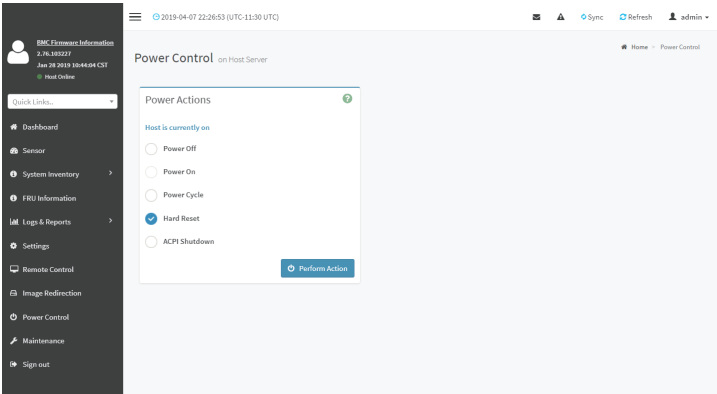 BMC Firmware Information
2.76.103227
Jan 28 2019 10:44:04 CST
Host Online
Quick Links..
Dashboard
Sensor
System Inventory
FRU Information
Logs & Reports
Settings
Remote Control
Image Redirection
Power Control
Maintenance
Sign out
2019-04-07 22:26:53 (UTC-11:30 UTC)
Sync
Refresh
admin
Power Control on Host Server
Home
Power Control
Power Actions
Host is currently on
Power Off
Power On
Power Cycle
Hard Reset
ACPI Shutdown
Perform Action